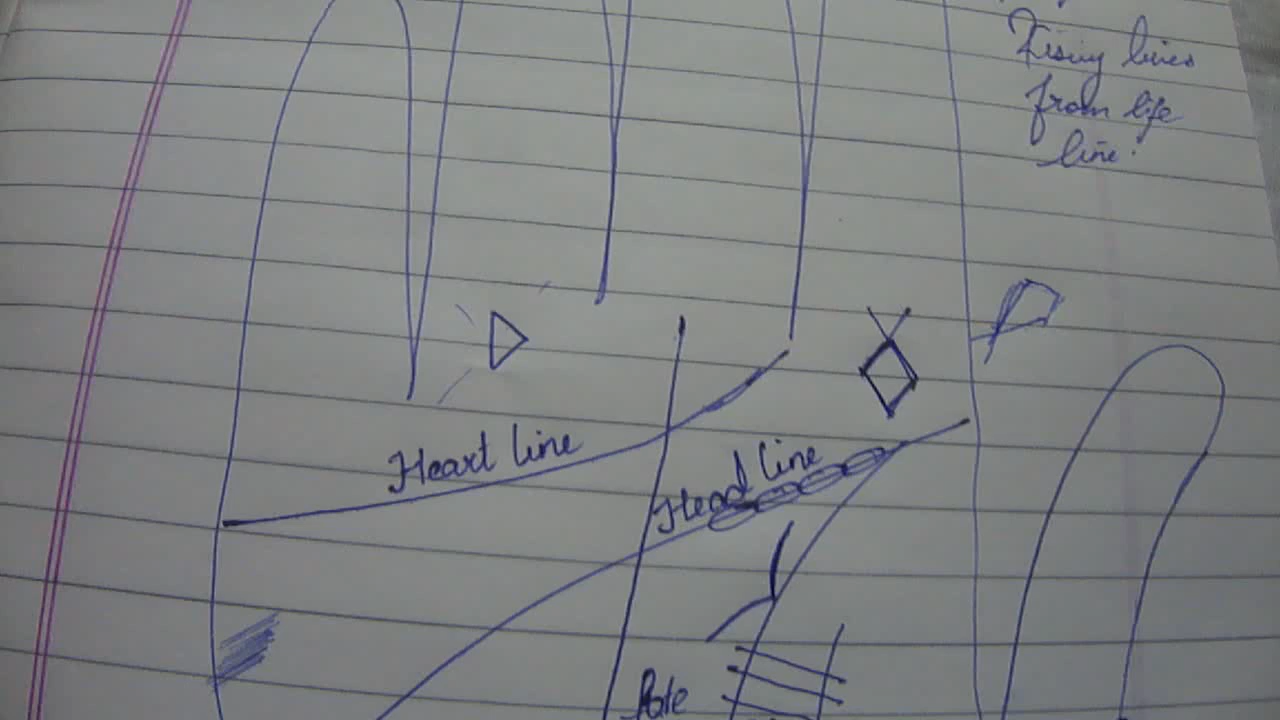 Rising lines
from life
line.
Heart line
Head line